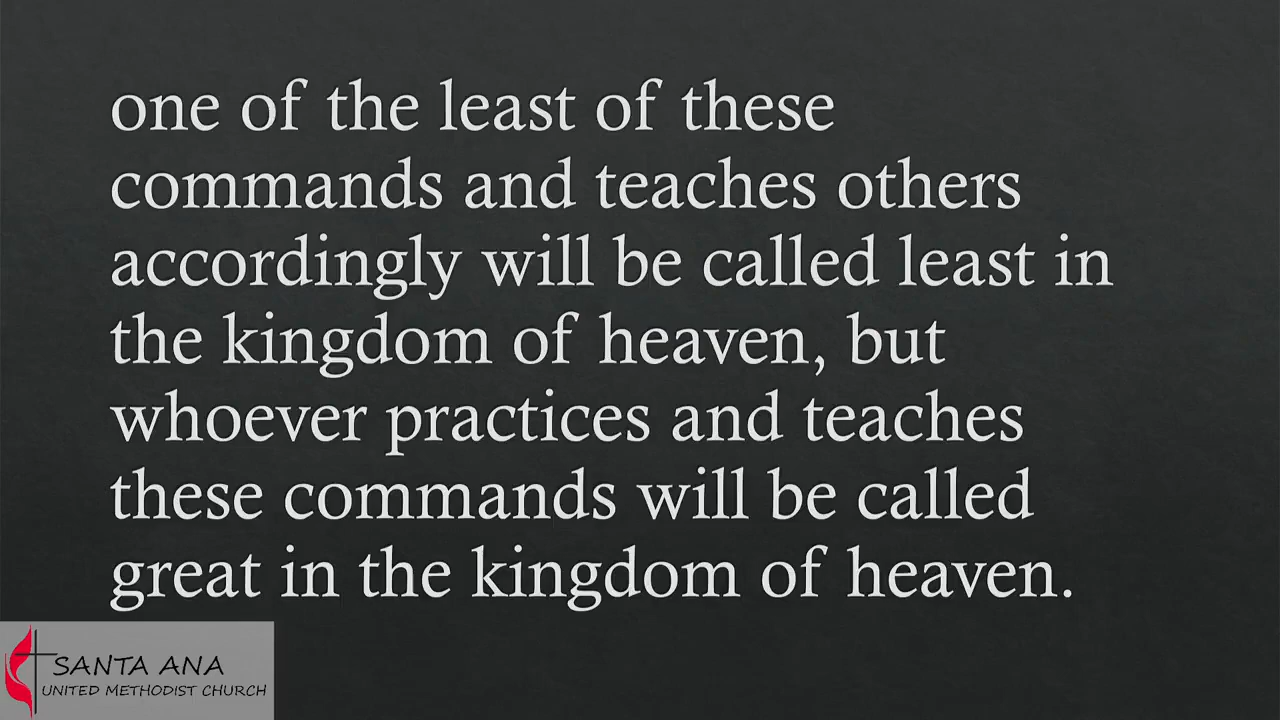 one of the least of these
commands and teaches others
accordingly will be called least in
the kingdom of heaven, but
whoever practices and teaches
these commands will be called
great in the kingdom of heaven.
SANTA ANA
UNITED METHODIST CHURCH